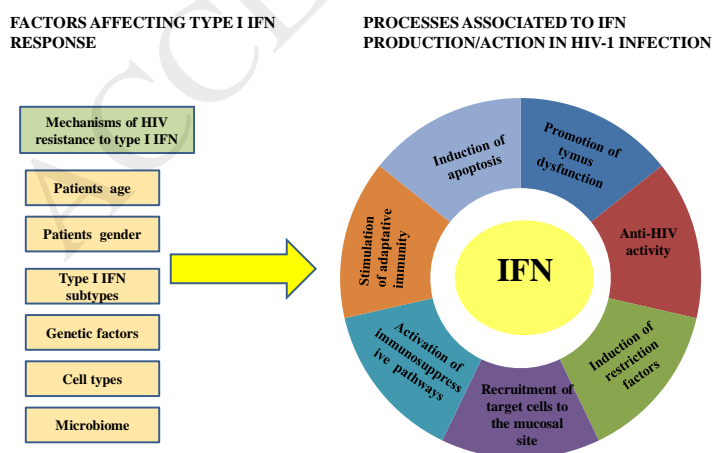 FACTORS AFFECTING TYPE I IFN
RESPONSE
PROCESSES ASSOCIATED TO IFN
PRODUCTION/ACTION IN HIV-1 INFECTION
Mechanisms of HIV
resistance to type I IFN
Patients age
Patients gender
Type I IFN
subtypes
Genetic factors
Cell types
Microbiome
Promotion of
tymus
dysfunction
Anti-HIV
activity
Induction of
restriction
factors
Recruitment of
target cells to
the mucosal
site
Activation of
immunosuppress
ive pathways
Stimulation
of adaptative
immunity
Induction of
apoptosis
IFN
ACCE